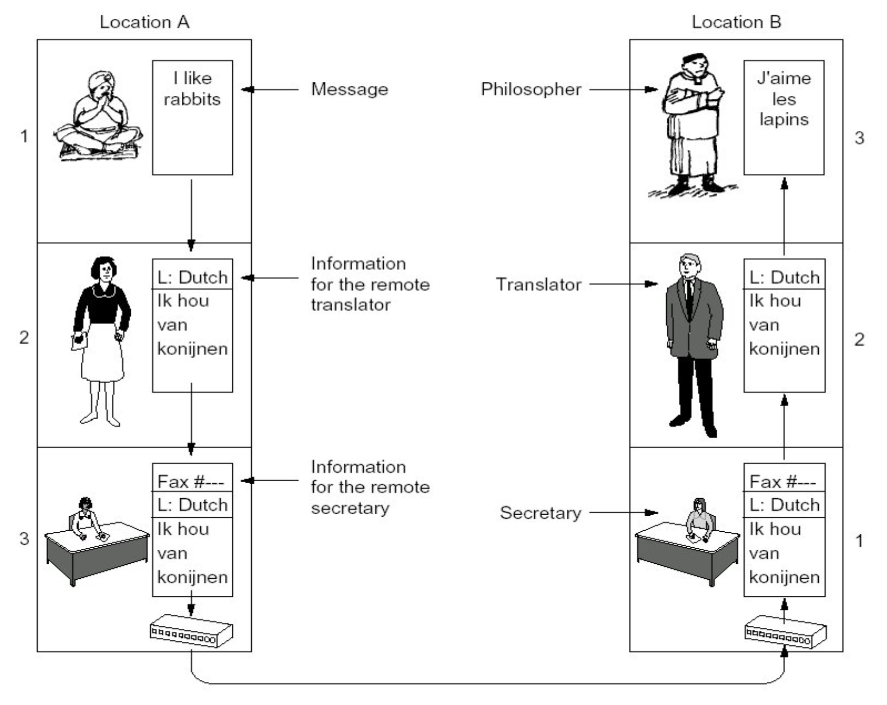 Location A
Location B
I like
rabbits
Message
Philosopher
J'aime
les
lapins
1
3
L: Dutch
Ik hou
van
konijnen
Information
for the remote
translator
Translator
L: Dutch
Ik hou
van
konijnen
2
2
Fax #---
L: Dutch
Ik hou
van
konijnen
Information
for the remote
secretary
Secretary
Fax #---
L: Dutch
Ik hou
van
konijnen
3
1